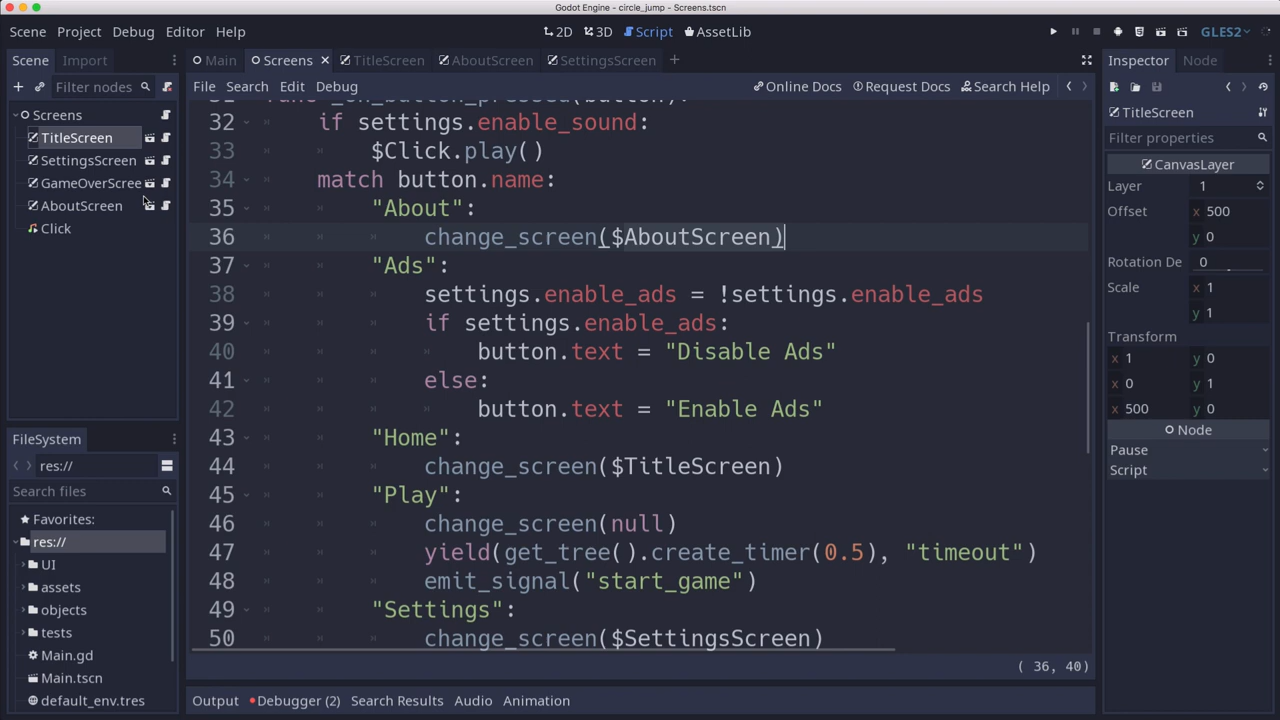 Godot Engine - circle_jump - Screens.tscn
Scene Project Debug Editor Help 2D 3D Script AssetLib GLES2
Scene Import Main Screens TitleScreen AboutScreen SettingsScreen Inspector Node
Filter nodes File Search Edit Debug Online Docs Request Docs Search Help
Screens
TitleScreen
SettingsScreen
GameOverScree
AboutScreen
Click
32 if settings.enable_sound:
33 $Click.play()
34 match button.name:
35 "About":
36 change_screen($AboutScreen)
37 "Ads":
38 settings.enable_ads = !settings.enable_ads
39 if settings.enable_ads:
40 button.text = "Disable Ads"
41 else:
42 button.text = "Enable Ads"
43 "Home":
44 change_screen($TitleScreen)
45 "Play":
46 change_screen(null)
47 yield(get_tree().create_timer(0.5), "timeout")
48 emit_signal("start_game")
49 "Settings":
50 change_screen($SettingsScreen)
( 36, 40)
Output Debugger (2) Search Results Audio Animation
FileSystem
res://
Search files
Favorites:
res://
UI
assets
objects
tests
Main.gd
Main.tscn
default_env.tres
TitleScreen
Filter properties
CanvasLayer
Layer 1
Offset x 500
y 0
Rotation De 0
Scale x 1
y 1
Transform
x 1 y 0
x 0 y 1
x 500 y 0
Node
Pause
Script